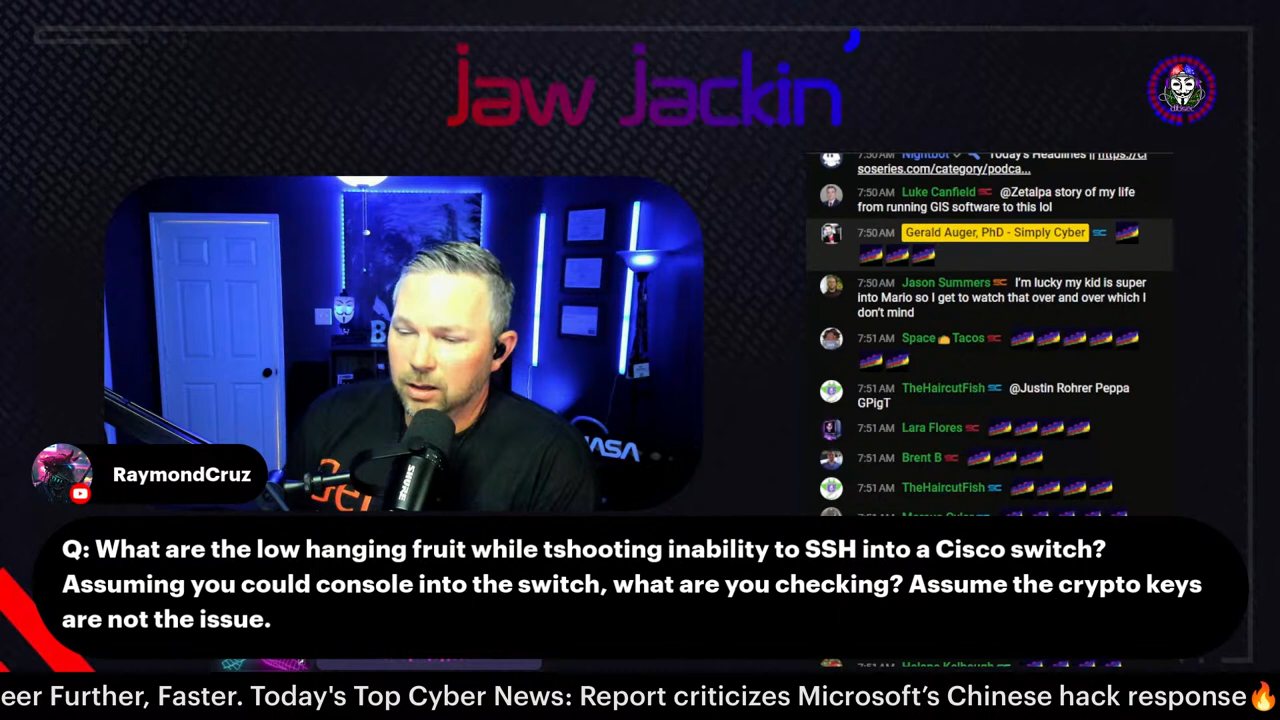 Jaw Jackin'
7:50 AM Nightbot Today's Headlines || https://ci
soseries.com/category/podca...
7:50 AM Luke Canfield @Zetalpa story of my life
from running GIS software to this lol
7:50 AM Gerald Auger, PhD - Simply Cyber
7:50 AM Jason Summers I'm lucky my kid is super
into Mario so I get to watch that over and over which I
don't mind
7:51 AM Space Tacos
7:51 AM TheHaircutFish @Justin Rohrer Peppa
GPigT
7:51 AM Lara Flores
7:51 AM Brent B
7:51 AM TheHaircutFish
NASA
SHURE
RaymondCruz
Q: What are the low hanging fruit while tshooting inability to SSH into a Cisco switch?
Assuming you could console into the switch, what are you checking? Assume the crypto keys
are not the issue.
eer Further, Faster. Today's Top Cyber News: Report criticizes Microsoft's Chinese hack response🔥